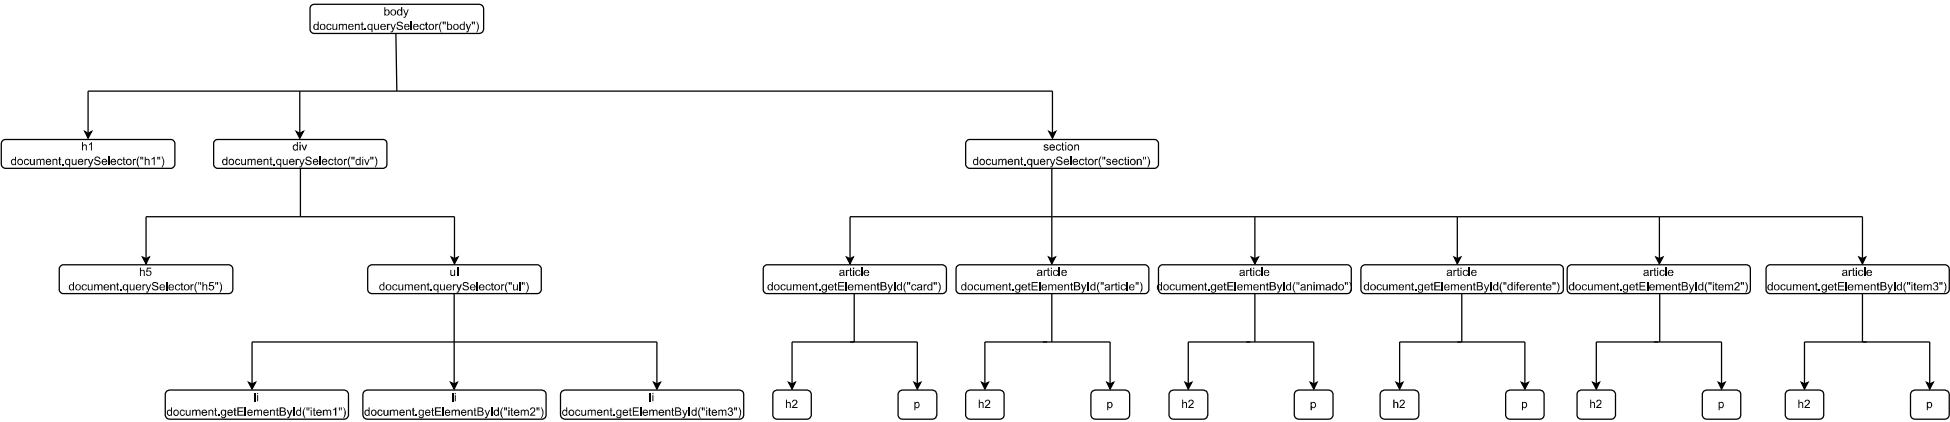 body
document.querySelector("body")
h1
document.querySelector("h1")
div
document.querySelector("div")
section
document.querySelector("section")
h5
document.querySelector("h5")
ul
document.querySelector("ul")
article
document.getElementById("card")
article
document.getElementById("article")
article
document.getElementById("animado")
article
document.getElementById("diferente")
article
document.getElementById("item2")
article
document.getElementById("item3")
li
document.getElementById("item1")
li
document.getElementById("item2")
li
document.getElementById("item3")
h2
p
h2
p
h2
p
h2
p
h2
p
h2
p